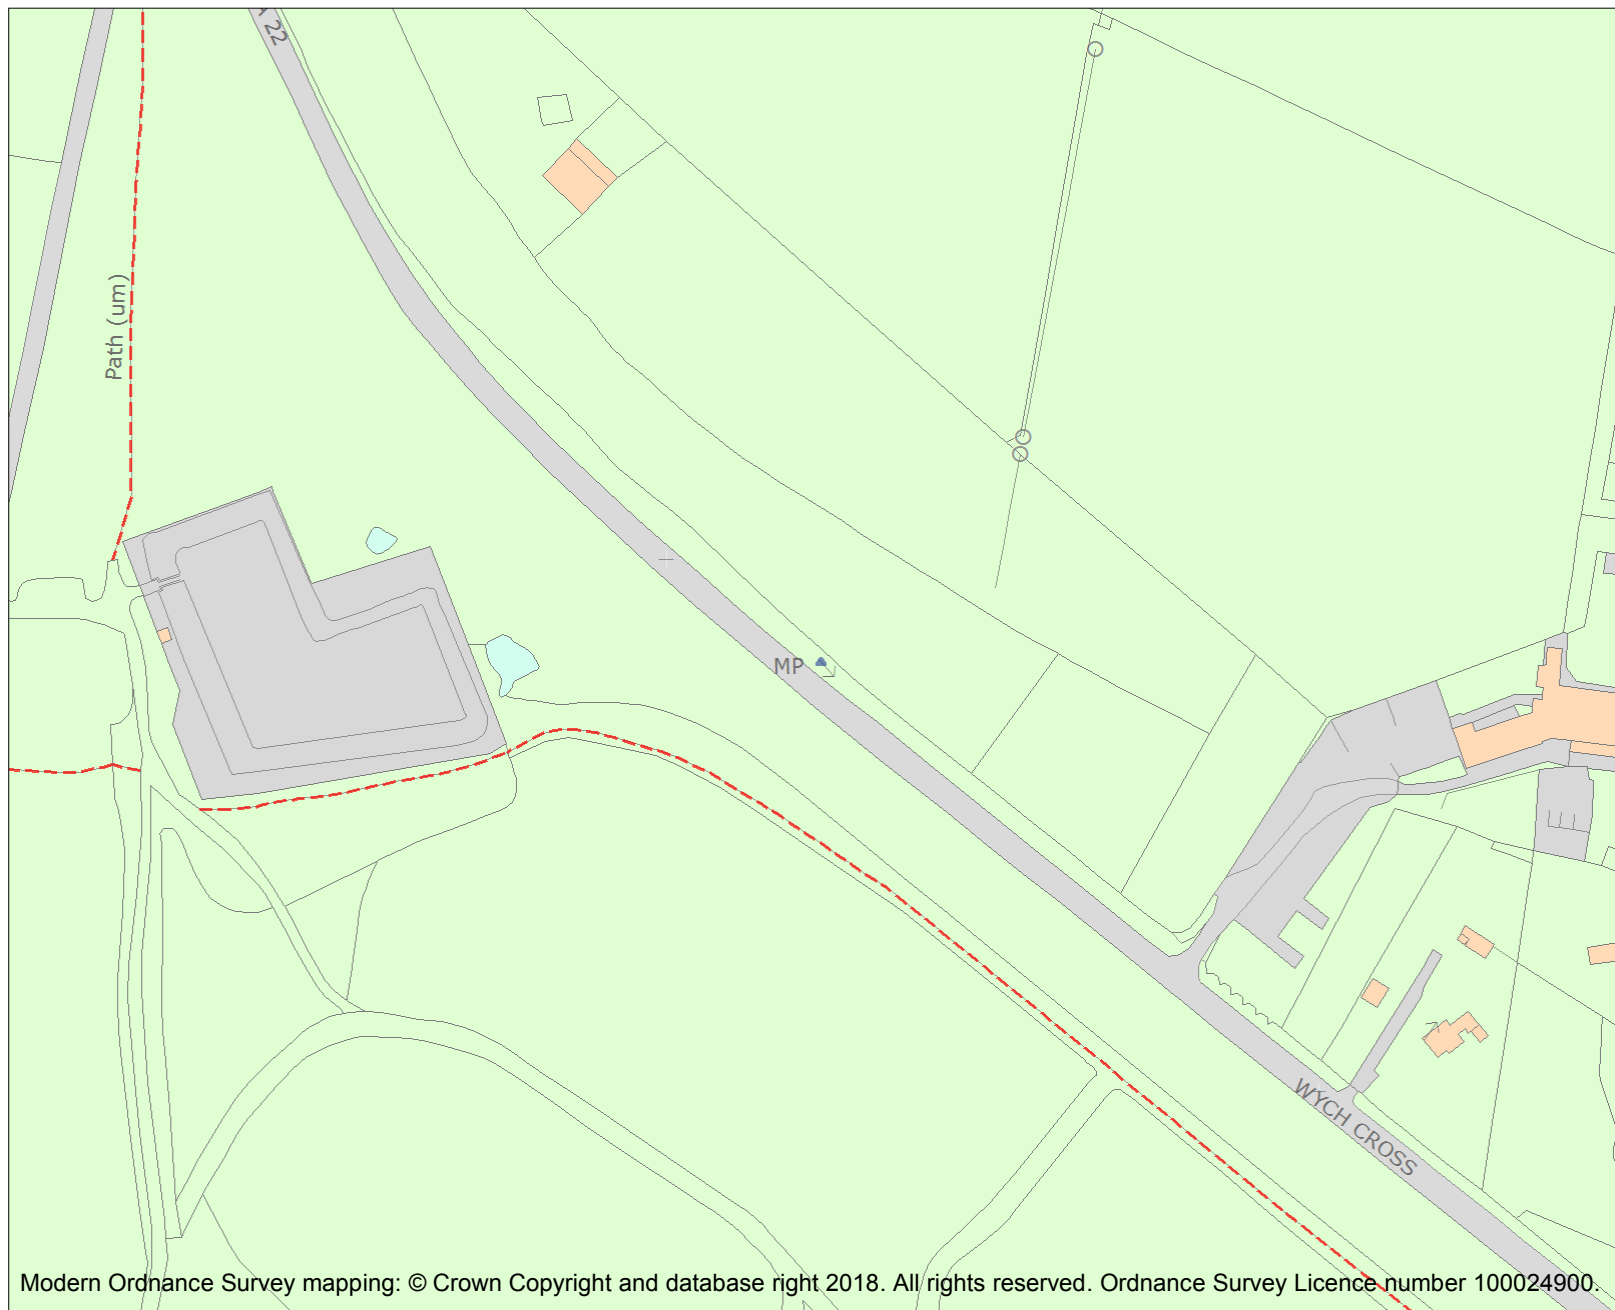 A 22
Path (um)
MP
WYCH CROSS
Modern Ordnance Survey mapping: © Crown Copyright and database right 2018. All rights reserved. Ordnance Survey Licence number 100024900.